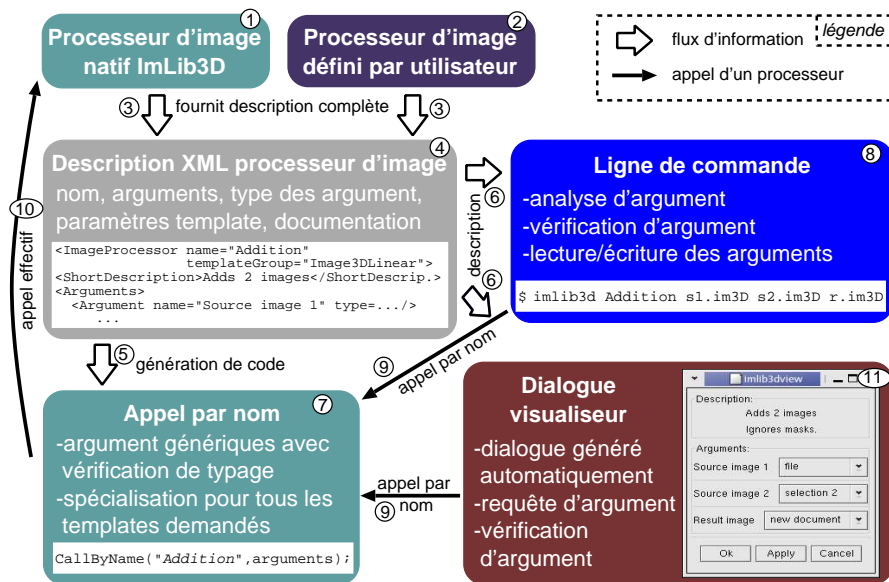 ①
Processeur d'image
natif ImLib3D
②
Processeur d'image
défini par utilisateur
flux d'information
légende
appel d'un processeur
③ fournit description complète ③
④
Description XML processeur d'image
nom, arguments, type des argument,
paramètres template, documentation
<ImageProcessor name="Addition"
templateGroup="Image3DLinear">
<ShortDescription>Adds 2 images</ShortDescrip.>
<Arguments>
<Argument name="Source image 1" type=.../>
...
⑥
description
⑥
⑧
Ligne de commande
-analyse d'argument
-vérification d'argument
-lecture/écriture des arguments
$ imlib3d Addition s1.im3D s2.im3D r.im3D
⑩
appel effectif
⑤ génération de code
⑨ appel par nom
⑦
Appel par nom
-argument génériques avec
vérification de typage
-spécialisation pour tous les
templates demandés
CallByName("Addition",arguments);
appel par
⑨ nom
Dialogue
visualiseur
-dialogue généré
automatiquement
-requête d'argument
-vérification
d'argument
⑪
imlib3dview
Description:
Adds 2 images
Ignores masks.
Arguments:
Source image 1 file
Source image 2 selection 2
Result image new document
Ok Apply Cancel